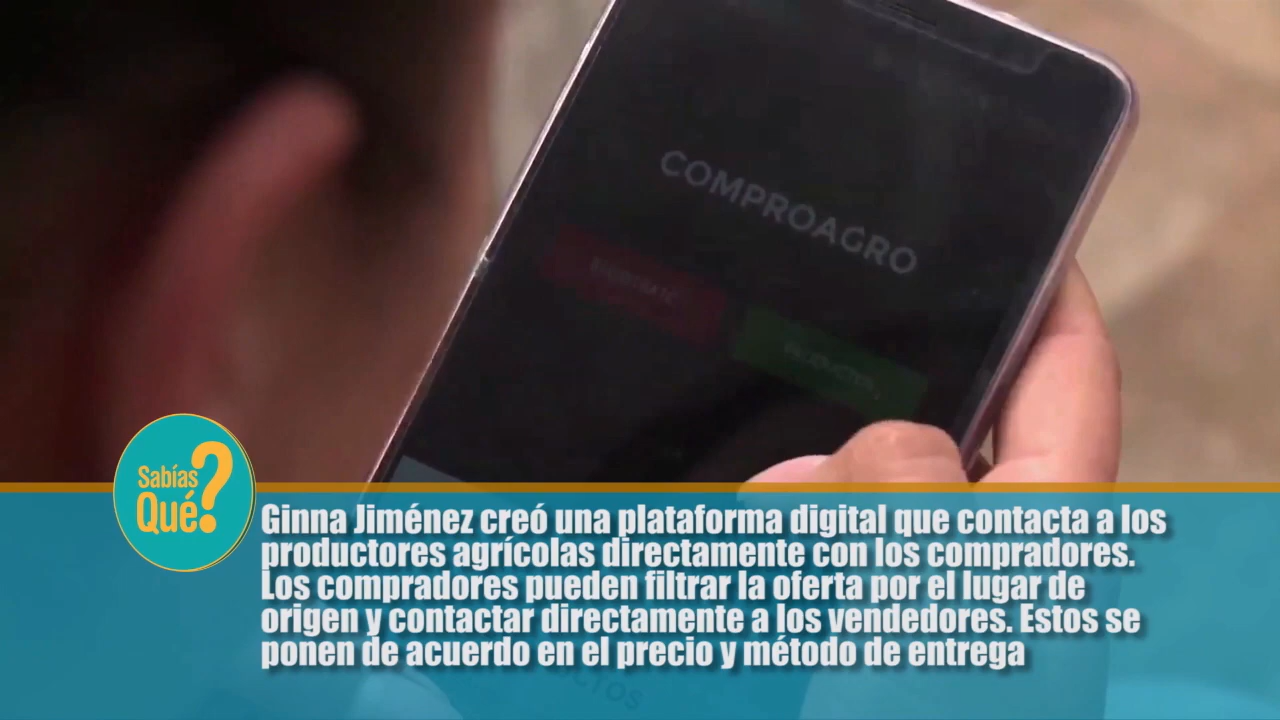 COMPROAGRO
REGÍSTRATE
PRODUCTOS
Sabías
Qué?
Ginna Jiménez creó una plataforma digital que contacta a los
productores agrícolas directamente con los compradores.
Los compradores pueden filtrar la oferta por el lugar de
origen y contactar directamente a los vendedores. Estos se
ponen de acuerdo en el precio y método de entrega